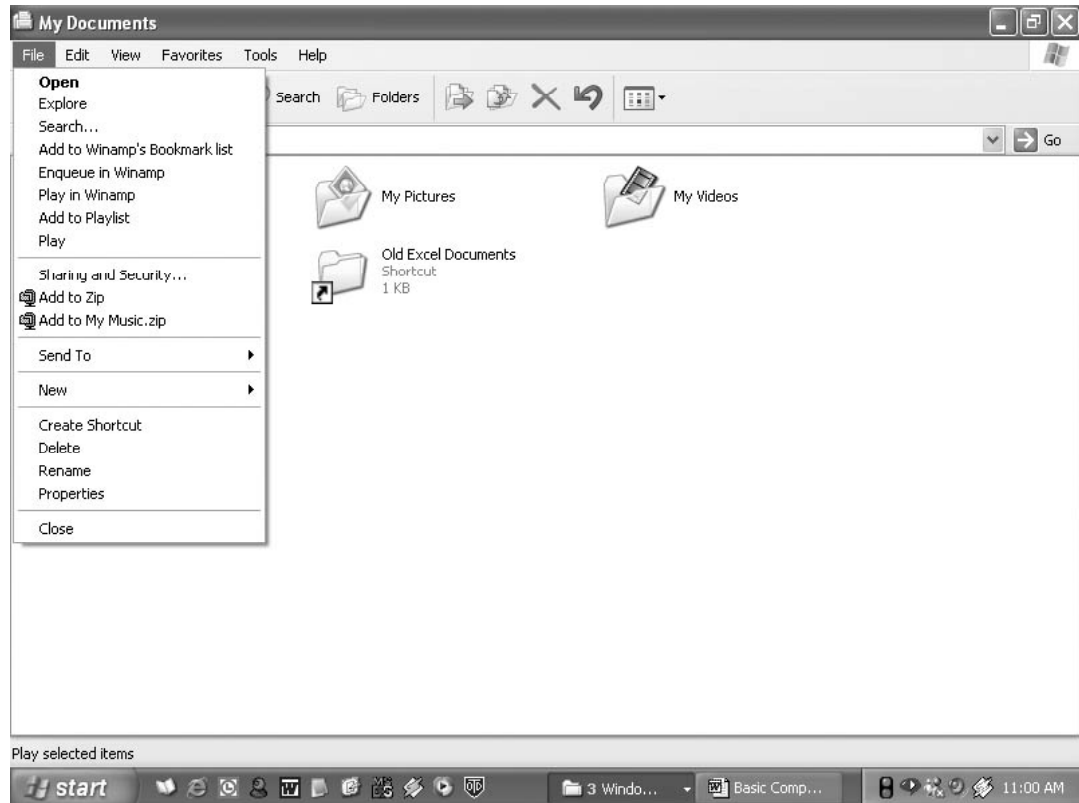 My Documents
File Edit View Favorites Tools Help
Open
Explore
Search...
Add to Winamp's Bookmark list
Enqueue in Winamp
Play in Winamp
Add to Playlist
Play
Sharing and Security...
Add to Zip
Add to My Music.zip
Send To
New
Create Shortcut
Delete
Rename
Properties
Close
Search Folders
Go
My Pictures
My Videos
Old Excel Documents
Shortcut
1 KB
Play selected items
start 3 Windo... Basic Comp... 11:00 AM